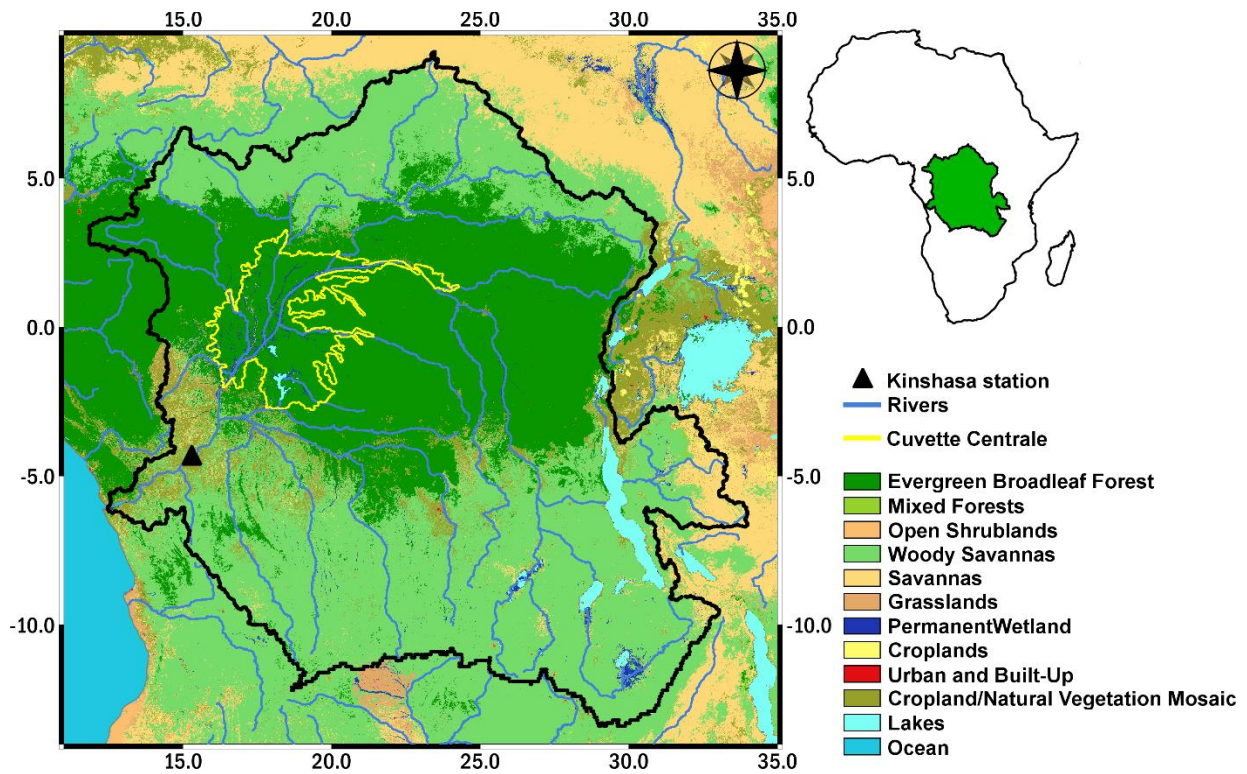 15.0 20.0 25.0 30.0 35.0
5.0 5.0
0.0 0.0
-5.0 -5.0
-10.0 -10.0
15.0 20.0 25.0 30.0 35.0
Kinshasa station
Rivers
Cuvette Centrale
Evergreen Broadleaf Forest
Mixed Forests
Open Shrublands
Woody Savannas
Savannas
Grasslands
PermanentWetland
Croplands
Urban and Built-Up
Cropland/Natural Vegetation Mosaic
Lakes
Ocean